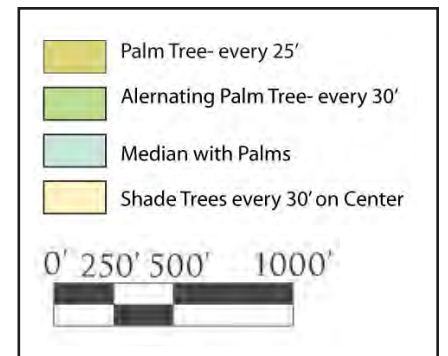 Palm Tree- every 25'
Alernating Palm Tree- every 30'
Median with Palms
Shade Trees every 30' on Center
0' 250' 500' 1000'